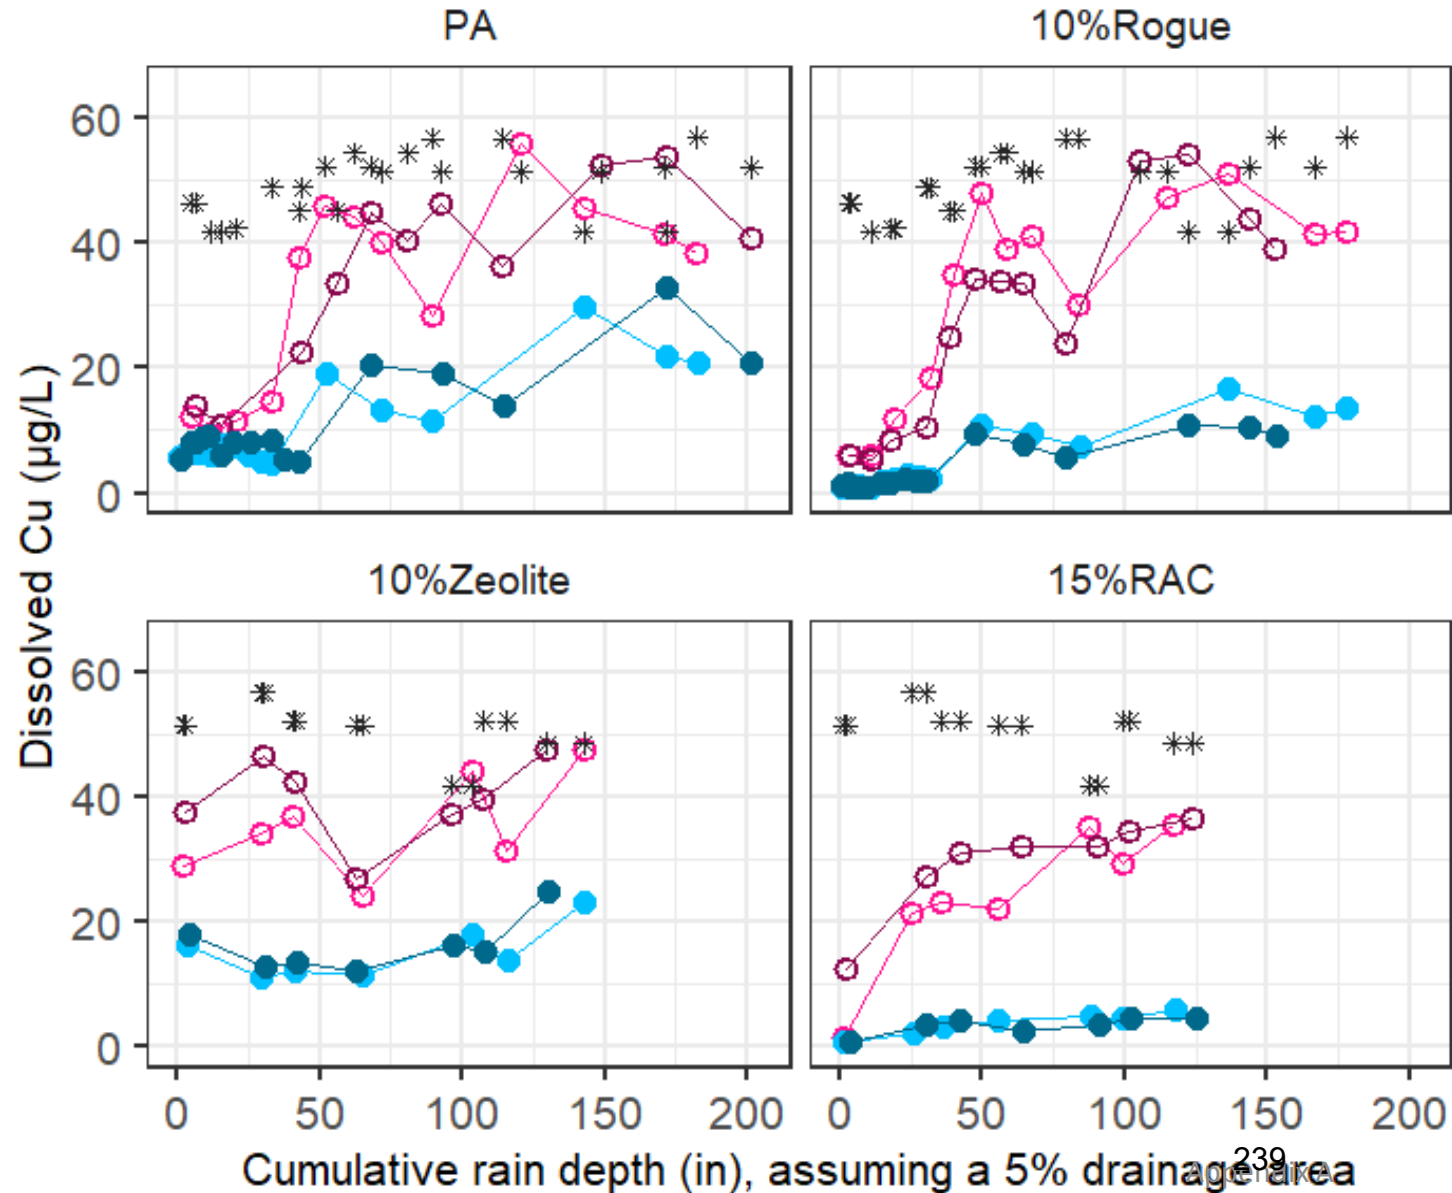 PA
10%Rogue
60
40
20
0
10%Zeolite
15%RAC
60
40
20
0
Dissolved Cu (µg/L)
0 50 100 150 200
0 50 100 150 200
Cumulative rain depth (in), assuming a 5% drainage area
239
Appendix A